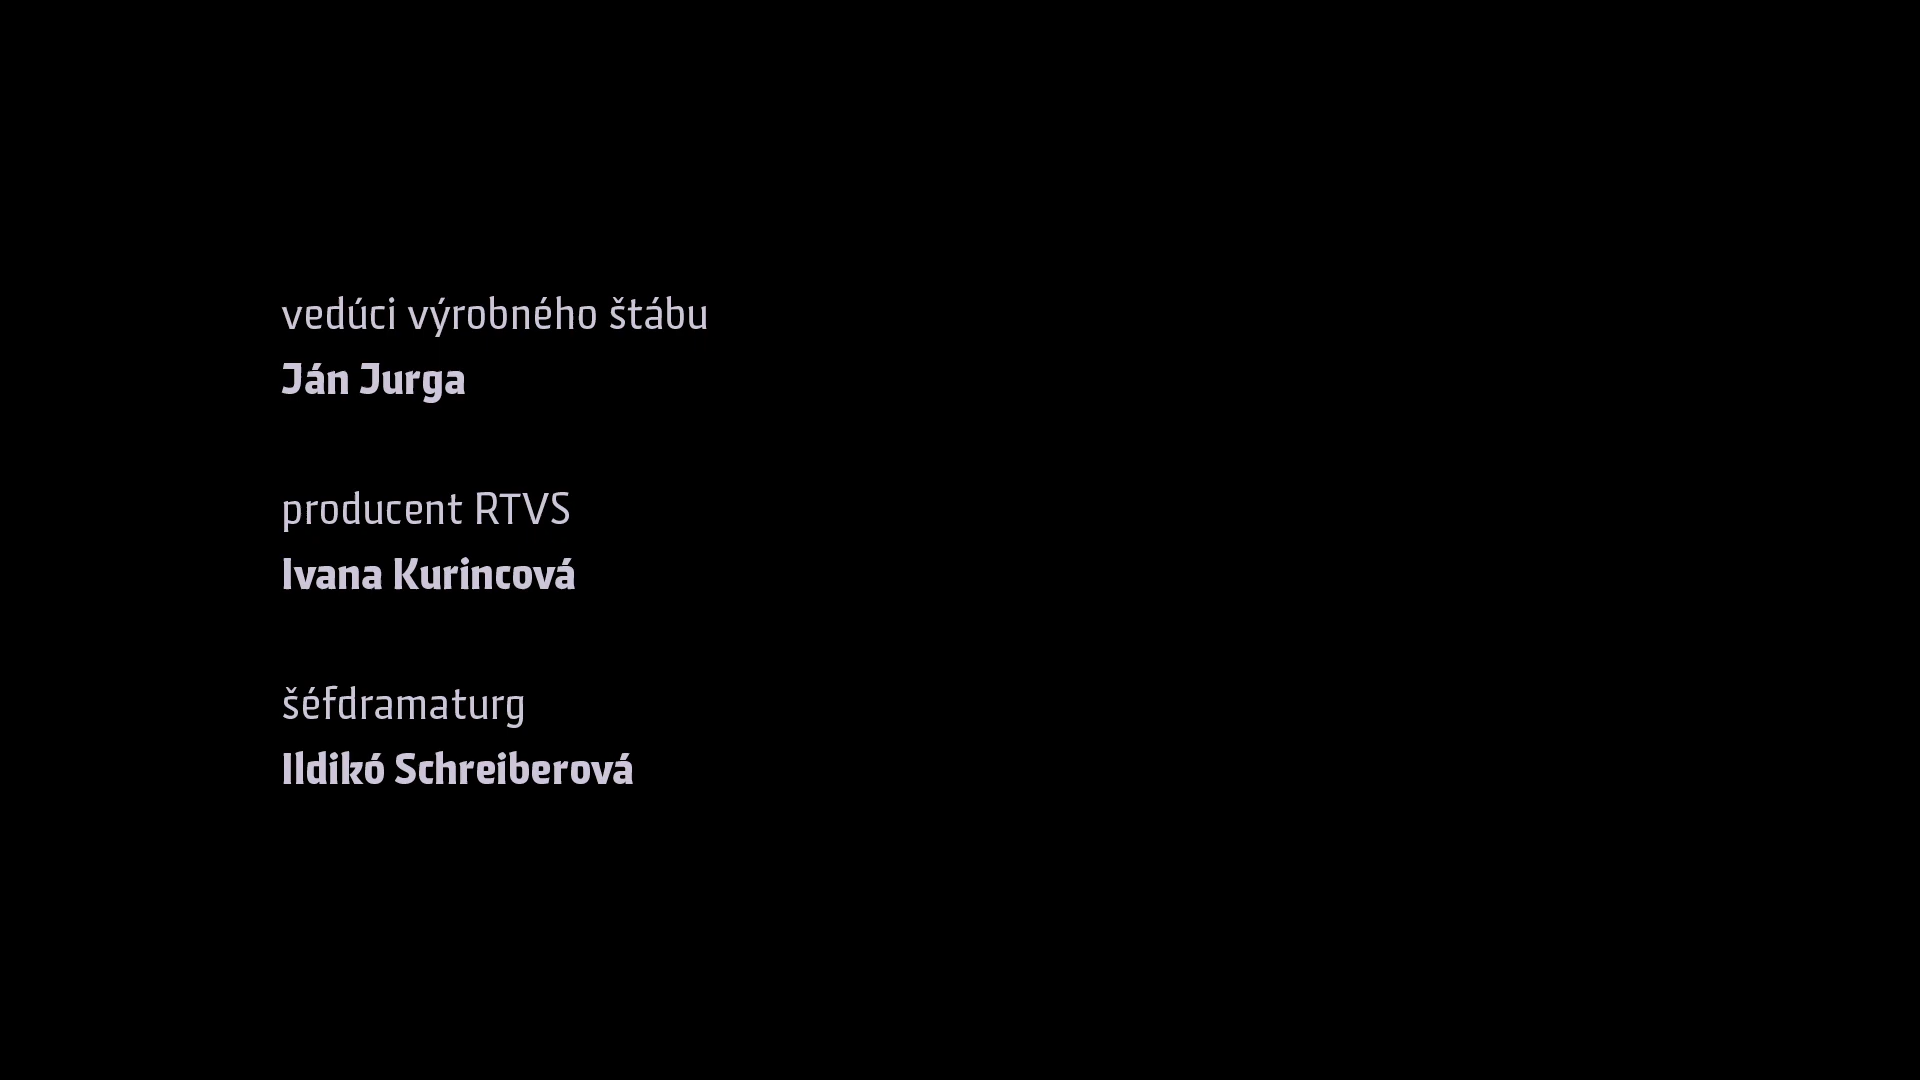 vedúci výrobného štábu
Ján Jurga
producent RTVS
Ivana Kurincová
šéfdramaturg
Ildikó Schreiberová